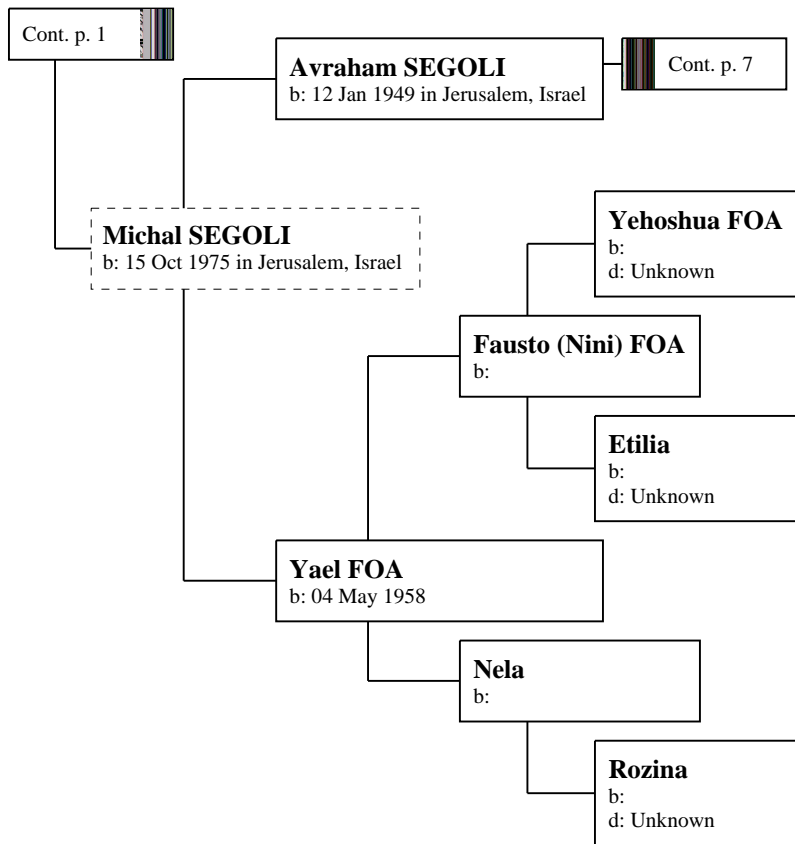 Cont. p. 1
Avraham SEGOLI
b: 12 Jan 1949 in Jerusalem, Israel
Cont. p. 7
Michal SEGOLI
b: 15 Oct 1975 in Jerusalem, Israel
Yehoshua FOA
b:
d: Unknown
Fausto (Nini) FOA
b:
Etilia
b:
d: Unknown
Yael FOA
b: 04 May 1958
Nela
b:
Rozina
b:
d: Unknown